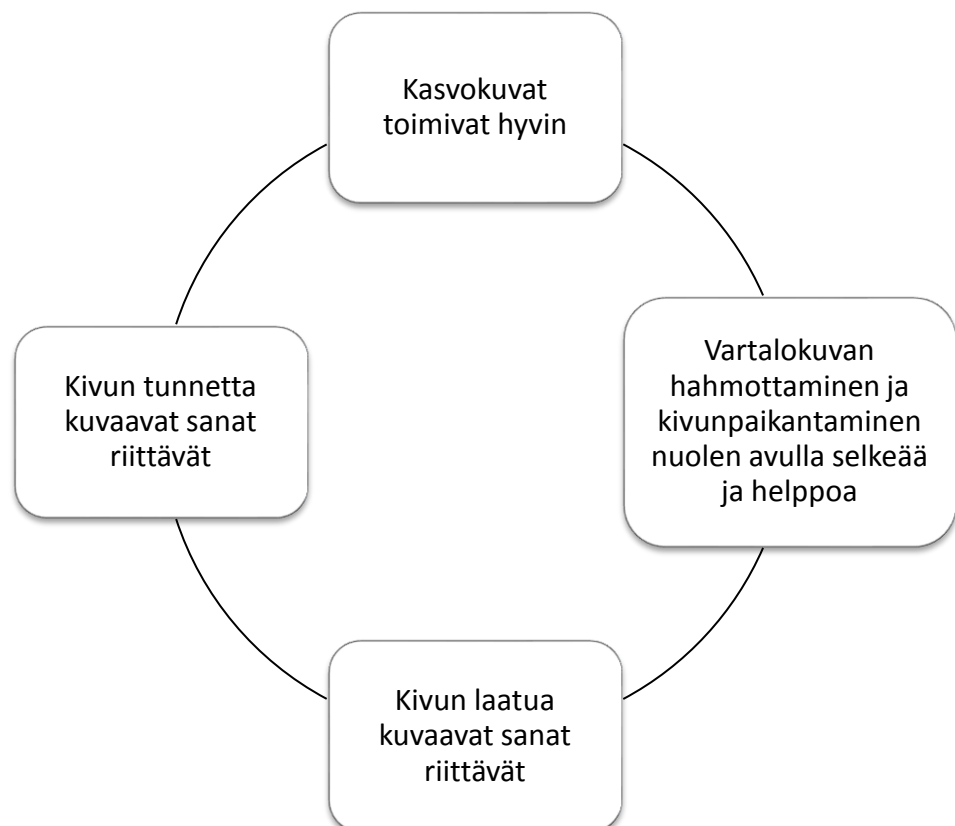 Kasvokuvat
toimivat hyvin
Vartalokuvan
hahmottaminen ja
kivunpaikantaminen
nuolen avulla selkeää
ja helppoa
Kivun laatua
kuvaavat sanat
riittävät
Kivun tunnetta
kuvaavat sanat
riittävät